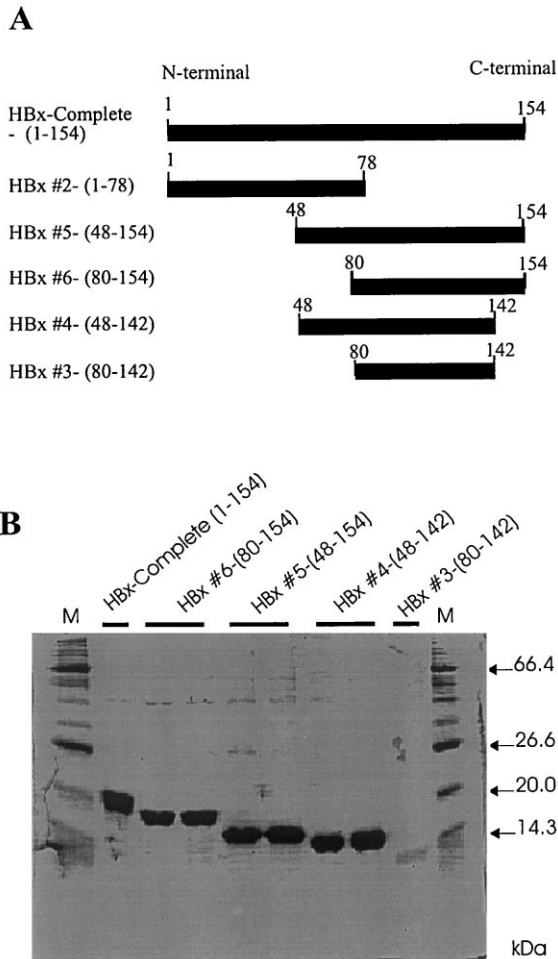 A
N-terminal C-terminal
HBx-Complete
- (1-154)
1 154
HBx #2- (1-78)
1 78
HBx #5- (48-154)
48 154
HBx #6- (80-154)
80 154
HBx #4- (48-142)
48 142
HBx #3- (80-142)
80 142
B
M
HBx-Complete (1-154)
HBx #6-(80-154)
HBx #5-(48-154)
HBx #4-(48-142)
HBx #3-(80-142)
M
66.4
26.6
20.0
14.3
kDa